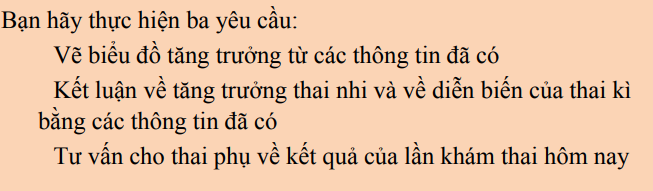 Bạn hãy thực hiện ba yêu cầu:
Vẽ biểu đồ tăng trưởng từ các thông tin đã có
Kết luận về tăng trưởng thai nhi và về diễn biến của thai kì
bằng các thông tin đã có
Tư vấn cho thai phụ về kết quả của lần khám thai hôm nay